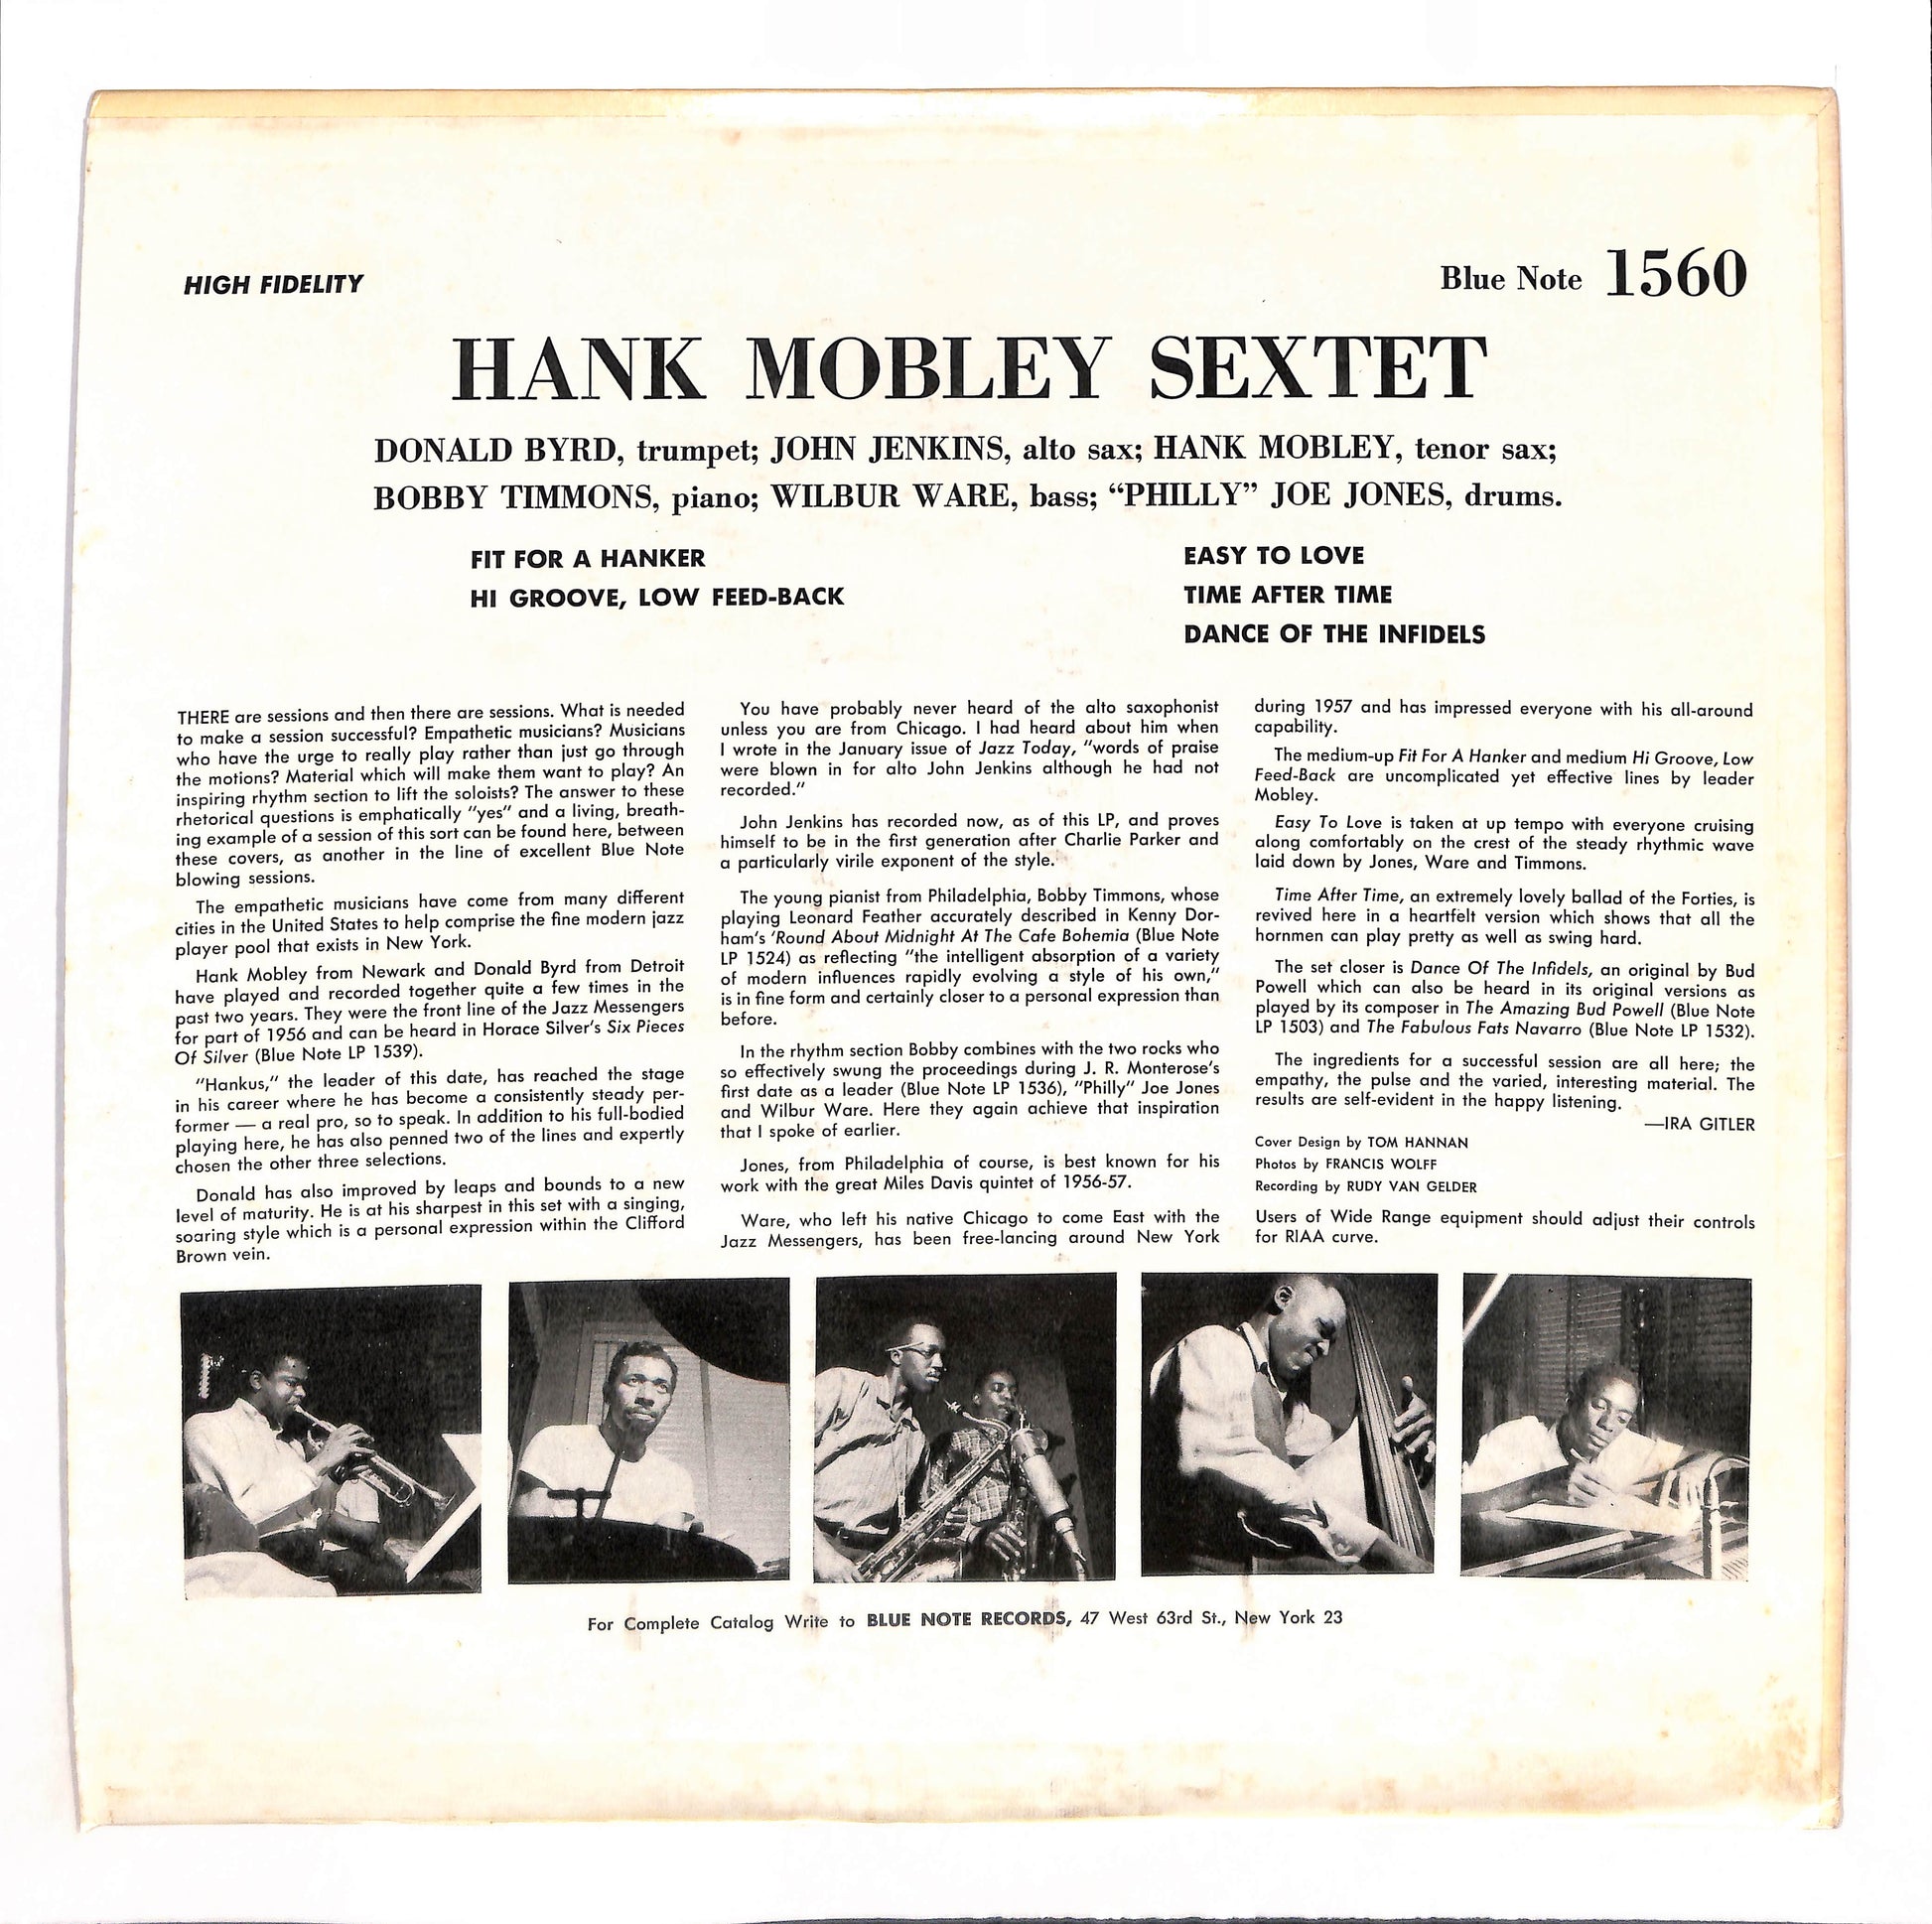 HIGH FIDELITY
Blue Note 1560
HANK MOBLEY SEXTET
DONALD BYRD, trumpet; JOHN JENKINS, alto sax; HANK MOBLEY, tenor sax;
BOBBY TIMMONS, piano; WILBUR WARE, bass; “PHILLY” JOE JONES, drums.
FIT FOR A HANKER
HI GROOVE, LOW FEED-BACK
EASY TO LOVE
TIME AFTER TIME
DANCE OF THE INFIDELS
THERE are sessions and then there are sessions. What is needed
to make a session successful? Empathetic musicians? Musicians
who have the urge to really play rather than just go through
the motions? Material which will make them want to play? An
inspiring rhythm section to lift the soloists? The answer to these
rhetorical questions is emphatically "yes" and a living, breath-
ing example of a session of this sort can be found here, between
these covers, as another in the line of excellent Blue Note
blowing sessions.
The empathetic musicians have come from many different
cities in the United States to help comprise the fine modern jazz
player pool that exists in New York.
Hank Mobley from Newark and Donald Byrd from Detroit
have played and recorded together quite a few times in the
past two years. They were the front line of the Jazz Messengers
for part of 1956 and can be heard in Horace Silver's Six Pieces
Of Silver (Blue Note LP 1539).
"Hankus," the leader of this date, has reached the stage
in his career where he has become a consistently steady per-
former — a real pro, so to speak. In addition to his full-bodied
playing here, he has also penned two of the lines and expertly
chosen the other three selections.
Donald has also improved by leaps and bounds to a new
level of maturity. He is at his sharpest in this set with a singing,
soaring style which is a personal expression within the Clifford
Brown vein.
You have probably never heard of the alto saxophonist
unless you are from Chicago. I had heard about him when
I wrote in the January issue of Jazz Today, "words of praise
were blown in for alto John Jenkins although he had not
recorded."
John Jenkins has recorded now, as of this LP, and proves
himself to be in the first generation after Charlie Parker and
a particularly virile exponent of the style.
The young pianist from Philadelphia, Bobby Timmons, whose
playing Leonard Feather accurately described in Kenny Dor-
ham's 'Round About Midnight At The Cafe Bohemia (Blue Note
LP 1524) as reflecting "the intelligent absorption of a variety
of modern influences rapidly evolving a style of his own,"
is in fine form and certainly closer to a personal expression than
before.
In the rhythm section Bobby combines with the two rocks who
so effectively swung the proceedings during J. R. Monterose's
first date as a leader (Blue Note LP 1536), "Philly" Joe Jones
and Wilbur Ware. Here they again achieve that inspiration
that I spoke of earlier.
Jones, from Philadelphia of course, is best known for his
work with the great Miles Davis quintet of 1956-57.
Ware, who left his native Chicago to come East with the
Jazz Messengers, has been free-lancing around New York
during 1957 and has impressed everyone with his all-around
capability.
The medium-up Fit For A Hanker and medium Hi Groove, Low
Feed-Back are uncomplicated yet effective lines by leader
Mobley.
Easy To Love is taken at up tempo with everyone cruising
along comfortably on the crest of the steady rhythmic wave
laid down by Jones, Ware and Timmons.
Time After Time, an extremely lovely ballad of the Forties, is
revived here in a heartfelt version which shows that all the
hornmen can play pretty as well as swing hard.
The set closer is Dance Of The Infidels, an original by Bud
Powell which can also be heard in its original versions as
played by its composer in The Amazing Bud Powell (Blue Note
LP 1503) and The Fabulous Fats Navarro (Blue Note LP 1532).
The ingredients for a successful session are all here; the
empathy, the pulse and the varied, interesting material. The
results are self-evident in the happy listening.
—IRA GITLER
Cover Design by TOM HANNAN
Photos by FRANCIS WOLFF
Recording by RUDY VAN GELDER
Users of Wide Range equipment should adjust their controls
for RIAA curve.
For Complete Catalog Write to BLUE NOTE RECORDS, 47 West 63rd St., New York 23